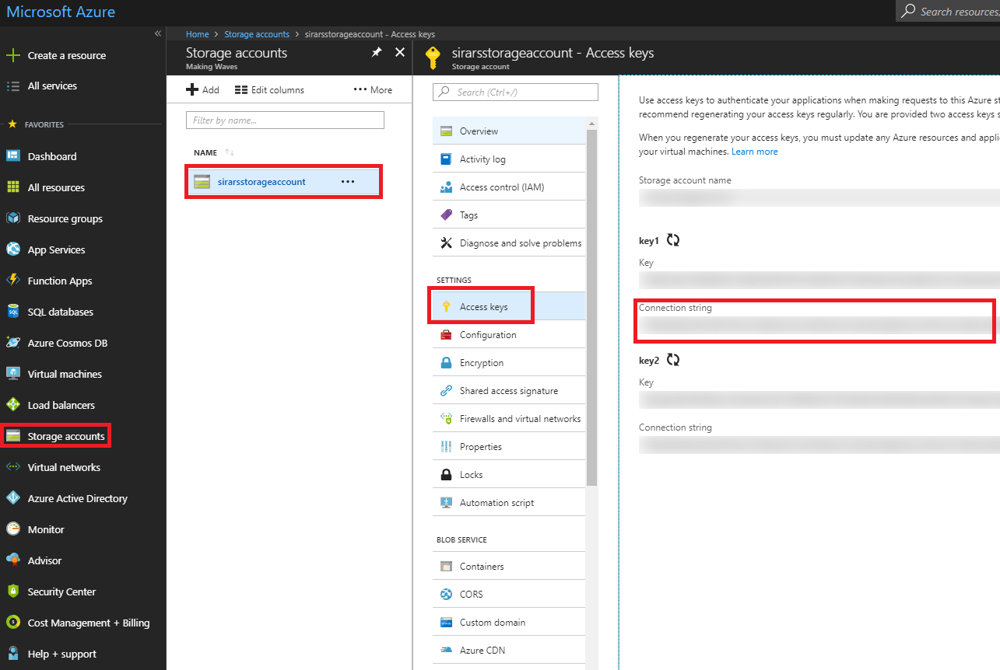 Microsoft Azure
Search resources,
Create a resource
All services
FAVORITES
Dashboard
All resources
Resource groups
App Services
Function Apps
SQL databases
Azure Cosmos DB
Virtual machines
Load balancers
Storage accounts
Virtual networks
Azure Active Directory
Monitor
Advisor
Security Center
Cost Management + Billing
Help + support
Home > Storage accounts > sirarsstorageaccount - Access keys
Storage accounts
Making Waves
Add Edit columns ••• More
Filter by name...
NAME
sirarsstorageaccount •••
sirarsstorageaccount - Access keys
Storage account
Search (Ctrl+/)
Overview
Activity log
Access control (IAM)
Tags
Diagnose and solve problems
SETTINGS
Access keys
Configuration
Encryption
Shared access signature
Firewalls and virtual networks
Properties
Locks
Automation script
BLOB SERVICE
Containers
CORS
Custom domain
Azure CDN
Use access keys to authenticate your applications when making requests to this Azure st
recommend regenerating your access keys regularly. You are provided two access keys s
When you regenerate your access keys, you must update any Azure resources and applic
your virtual machines. Learn more
Storage account name
key1
Key
Connection string
key2
Key
Connection string